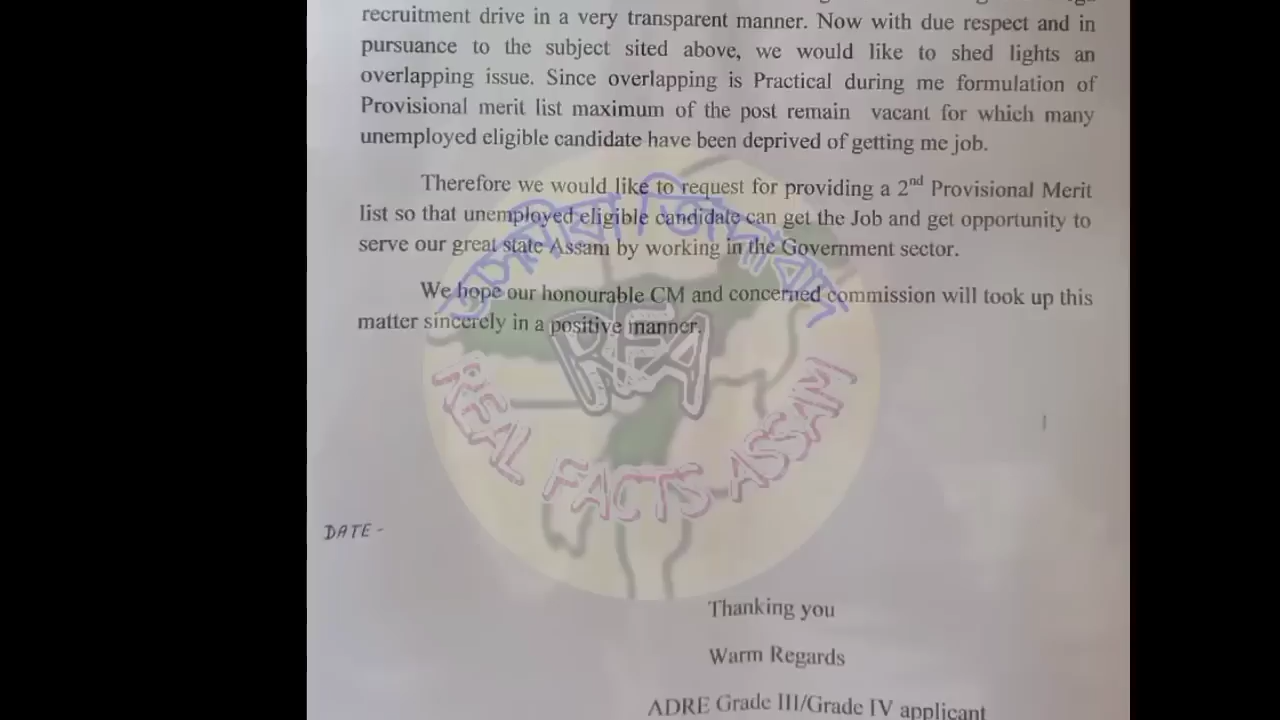 recruitment drive in a very transparent manner. Now with due respect and in
pursuance to the subject sited above, we would like to shed lights an
overlapping issue. Since overlapping is Practical during me formulation of
Provisional merit list maximum of the post remain vacant for which many
unemployed eligible candidate have been deprived of getting me job.
Therefore we would like to request for providing a 2nd Provisional Merit
list so that unemployed eligible candidate can get the Job and get opportunity to
serve our great state Assam by working in the Government sector.
We hope our honourable CM and concerned commission will took up this
matter sincerely in a positive manner.
REA
REAL FACTS ASSAM
DATE -
Thanking you
Warm Regards
ADRE Grade III/Grade IV applicant